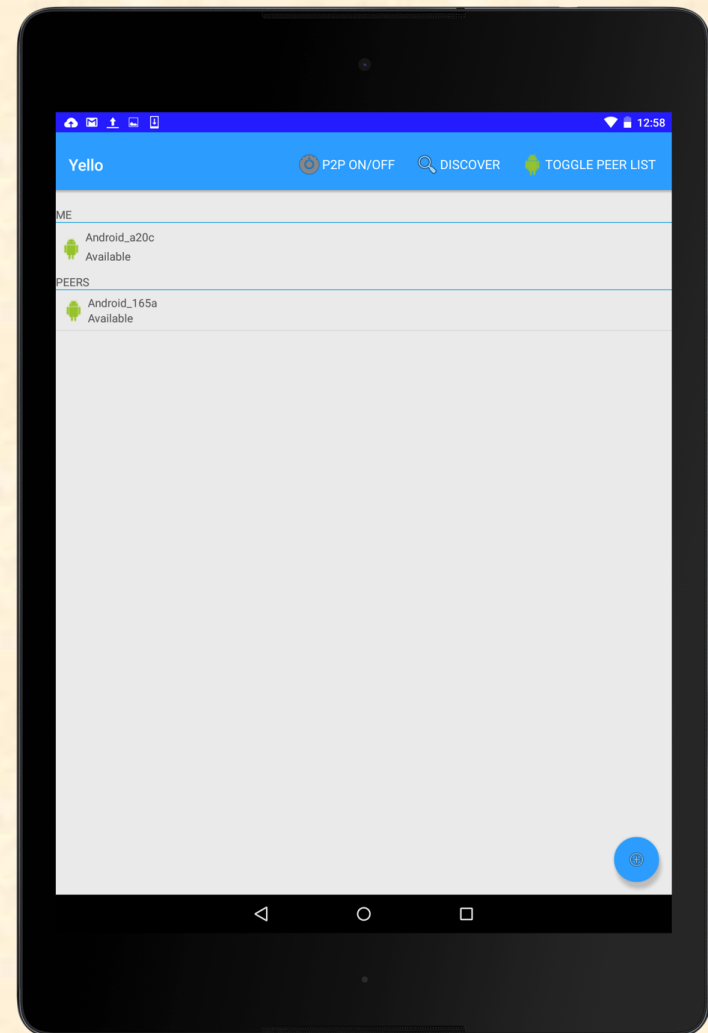 12:58
Yello P2P ON/OFF DISCOVER TOGGLE PEER LIST
ME
Android_a20c
Available
PEERS
Android_165a
Available